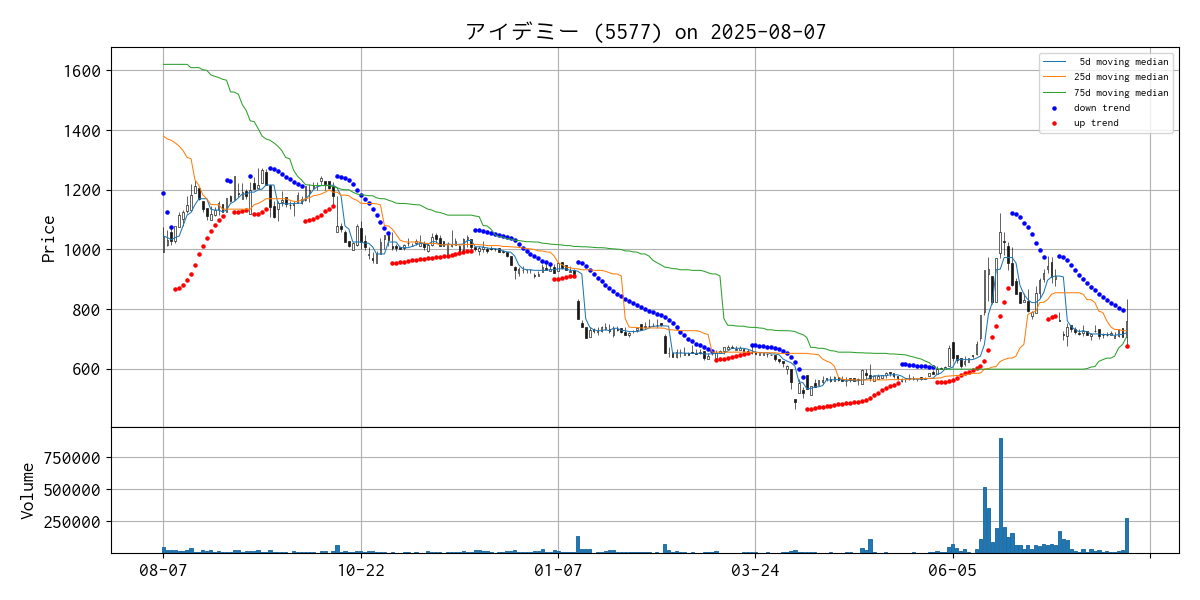 アイデミー (5577) on 2025-08-07
Price
1600
1400
1200
1000
800
600
5d moving median
25d moving median
75d moving median
down trend
up trend
Volume
750000
500000
250000
08-07
10-22
01-07
03-24
06-05